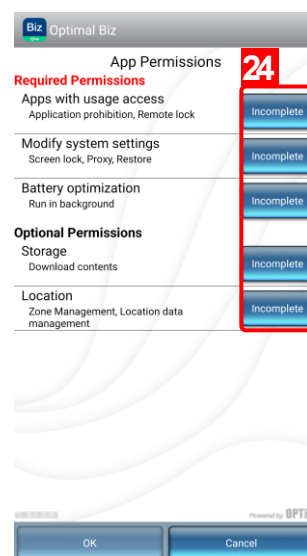 Biz Optimal Biz
App Permissions
24
Required Permissions
Apps with usage access
Application prohibition, Remote lock
Incomplete
Modify system settings
Screen lock, Proxy, Restore
Incomplete
Battery optimization
Run in background
Incomplete
Optional Permissions
Storage
Download contents
Incomplete
Location
Zone Management, Location data
management
Incomplete
Powered by OPTi
OK
Cancel